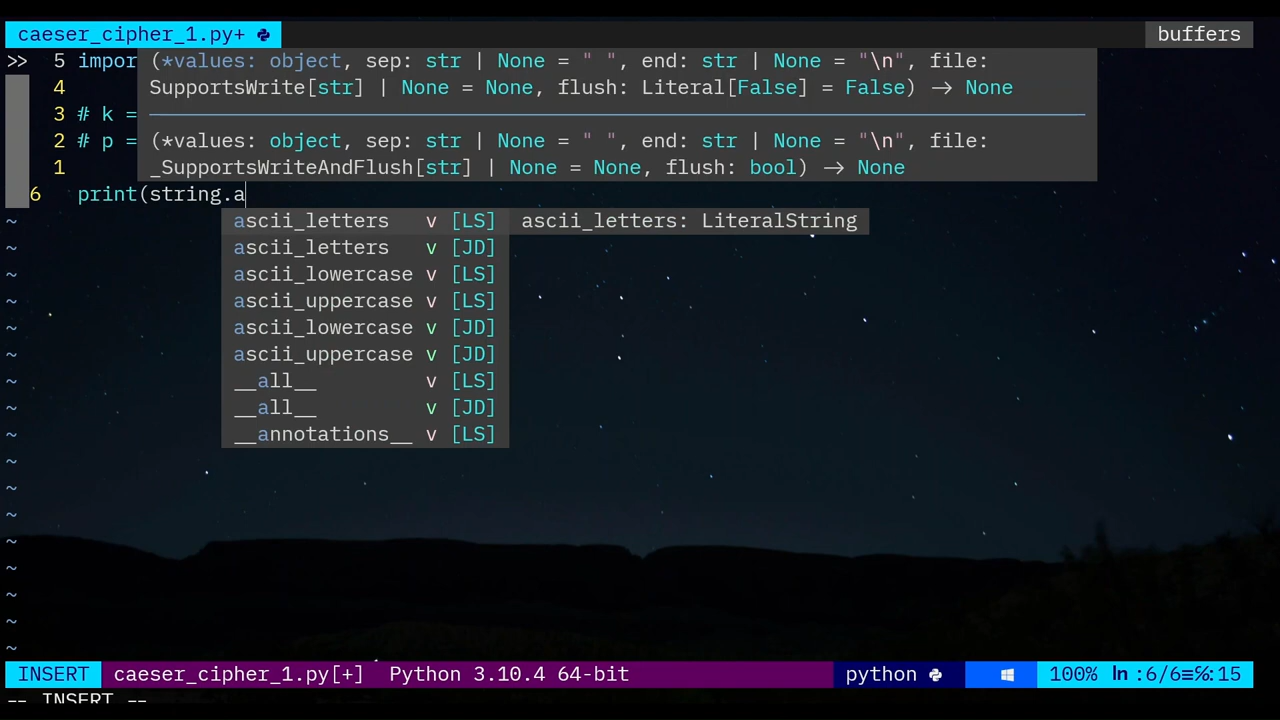 caeser_cipher_1.py+ buffers
>> 5 impor (*values: object, sep: str | None = " ", end: str | None = "\n", file:
4 SupportsWrite[str] | None = None, flush: Literal[False] = False) -> None
3 # k =
2 # p = (*values: object, sep: str | None = " ", end: str | None = "\n", file:
1 _SupportsWriteAndFlush[str] | None = None, flush: bool) -> None
6 print(string.a
~ ascii_letters v [LS] ascii_letters: LiteralString
~ ascii_letters v [JD]
~ ascii_lowercase v [LS]
~ ascii_uppercase v [LS]
~ ascii_lowercase v [JD]
~ ascii_uppercase v [JD]
~ __all__ v [LS]
~ __all__ v [JD]
~ __annotations__ v [LS]
~
~
~
~
~
~
~
~
INSERT caeser_cipher_1.py[+] Python 3.10.4 64-bit python 100% ln :6/6≡℅:15
-- INSERT --